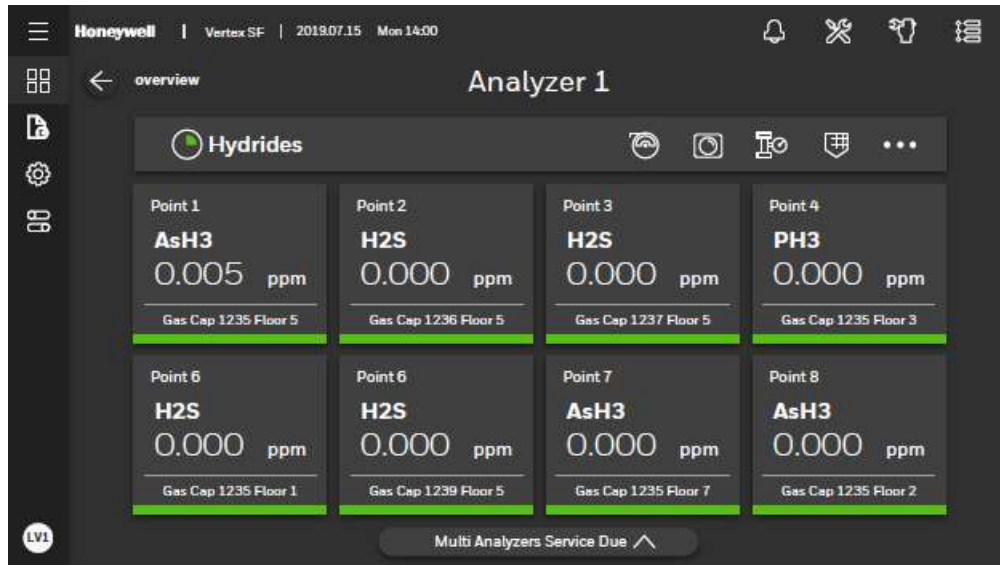 Honeywell | Vertex SF | 2019.07.15 Mon 14:00
overview
Analyzer 1
Hydrides
Point 1
AsH3
0.005 ppm
Gas Cap 1235 Floor 5
Point 2
H2S
0.000 ppm
Gas Cap 1236 Floor 5
Point 3
H2S
0.000 ppm
Gas Cap 1237 Floor 5
Point 4
PH3
0.000 ppm
Gas Cap 1235 Floor 3
Point 6
H2S
0.000 ppm
Gas Cap 1235 Floor 1
Point 6
H2S
0.000 ppm
Gas Cap 1239 Floor 5
Point 7
AsH3
0.000 ppm
Gas Cap 1235 Floor 7
Point 8
AsH3
0.000 ppm
Gas Cap 1235 Floor 2
LV1
Multi Analyzers Service Due